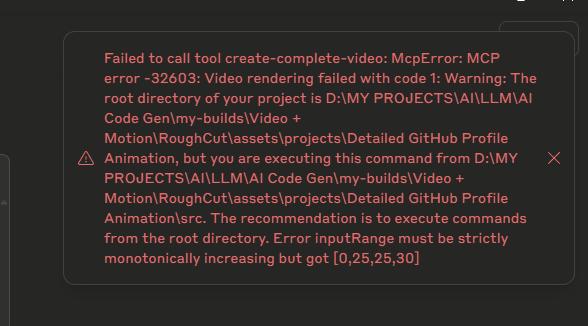 Failed to call tool create-complete-video: McpError: MCP
error -32603: Video rendering failed with code 1: Warning: The
root directory of your project is D:\MY PROJECTS\AI\LLM\AI
Code Gen\my-builds\Video +
Motion\RoughCut\assets\projects\Detailed GitHub Profile
Animation, but you are executing this command from D:\MY
PROJECTS\AI\LLM\AI Code Gen\my-builds\Video +
Motion\RoughCut\assets\projects\Detailed GitHub Profile
Animation\src. The recommendation is to execute commands
from the root directory. Error inputRange must be strictly
monotonically increasing but got [0,25,25,30]